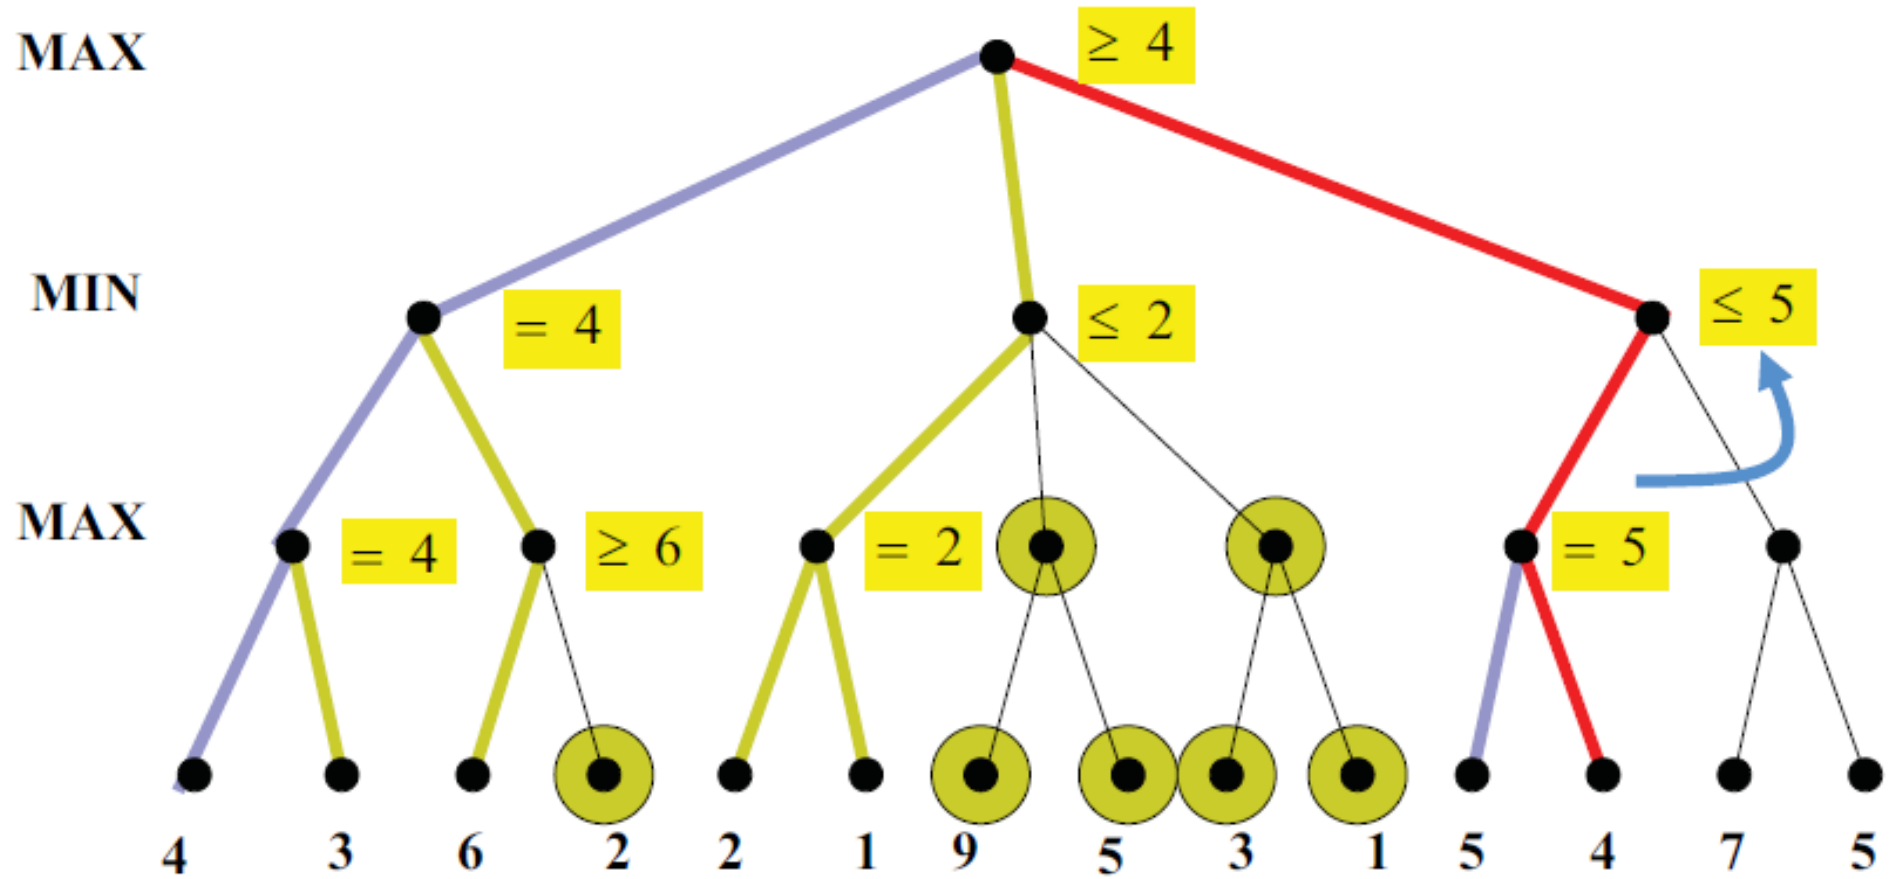 MAX ≥ 4
MIN = 4 ≤ 2 ≤ 5
MAX = 4 ≥ 6 = 2 = 5
4 3 6 2 2 1 9 5 3 1 5 4 7 5